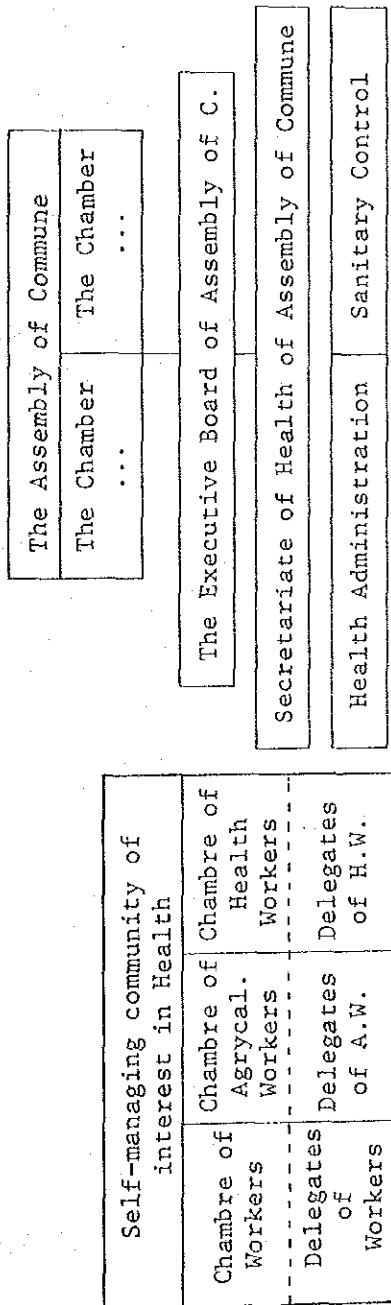 Self-managing community of
interest in Health
Chambre of
Workers
Chambre of
Agrycal.
Workers
Chambre of
Health
Workers
Delegates
of
Workers
Delegates
of A.W.
Delegates
of H.W.
The Assembly of Commune
The Chamber
...
The Chamber
...
The Executive Board of Assembly of C.
Secretariate of Health of Assembly of Commune
Health Administration
Sanitary Control